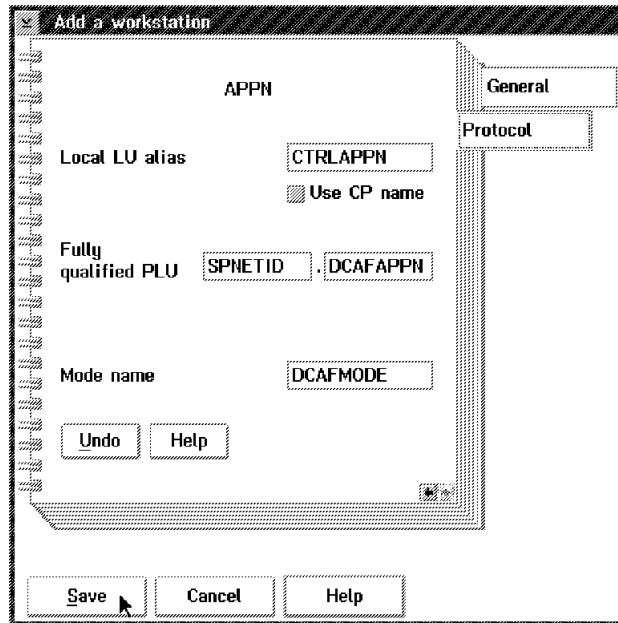 Add a workstation
APPN
General
Protocol
Local LU alias CTRLAPPN
Use CP name
Fully
qualified PLU SPNETID . DCAFAPPN
Mode name DCAFMODE
Undo Help
Save Cancel Help